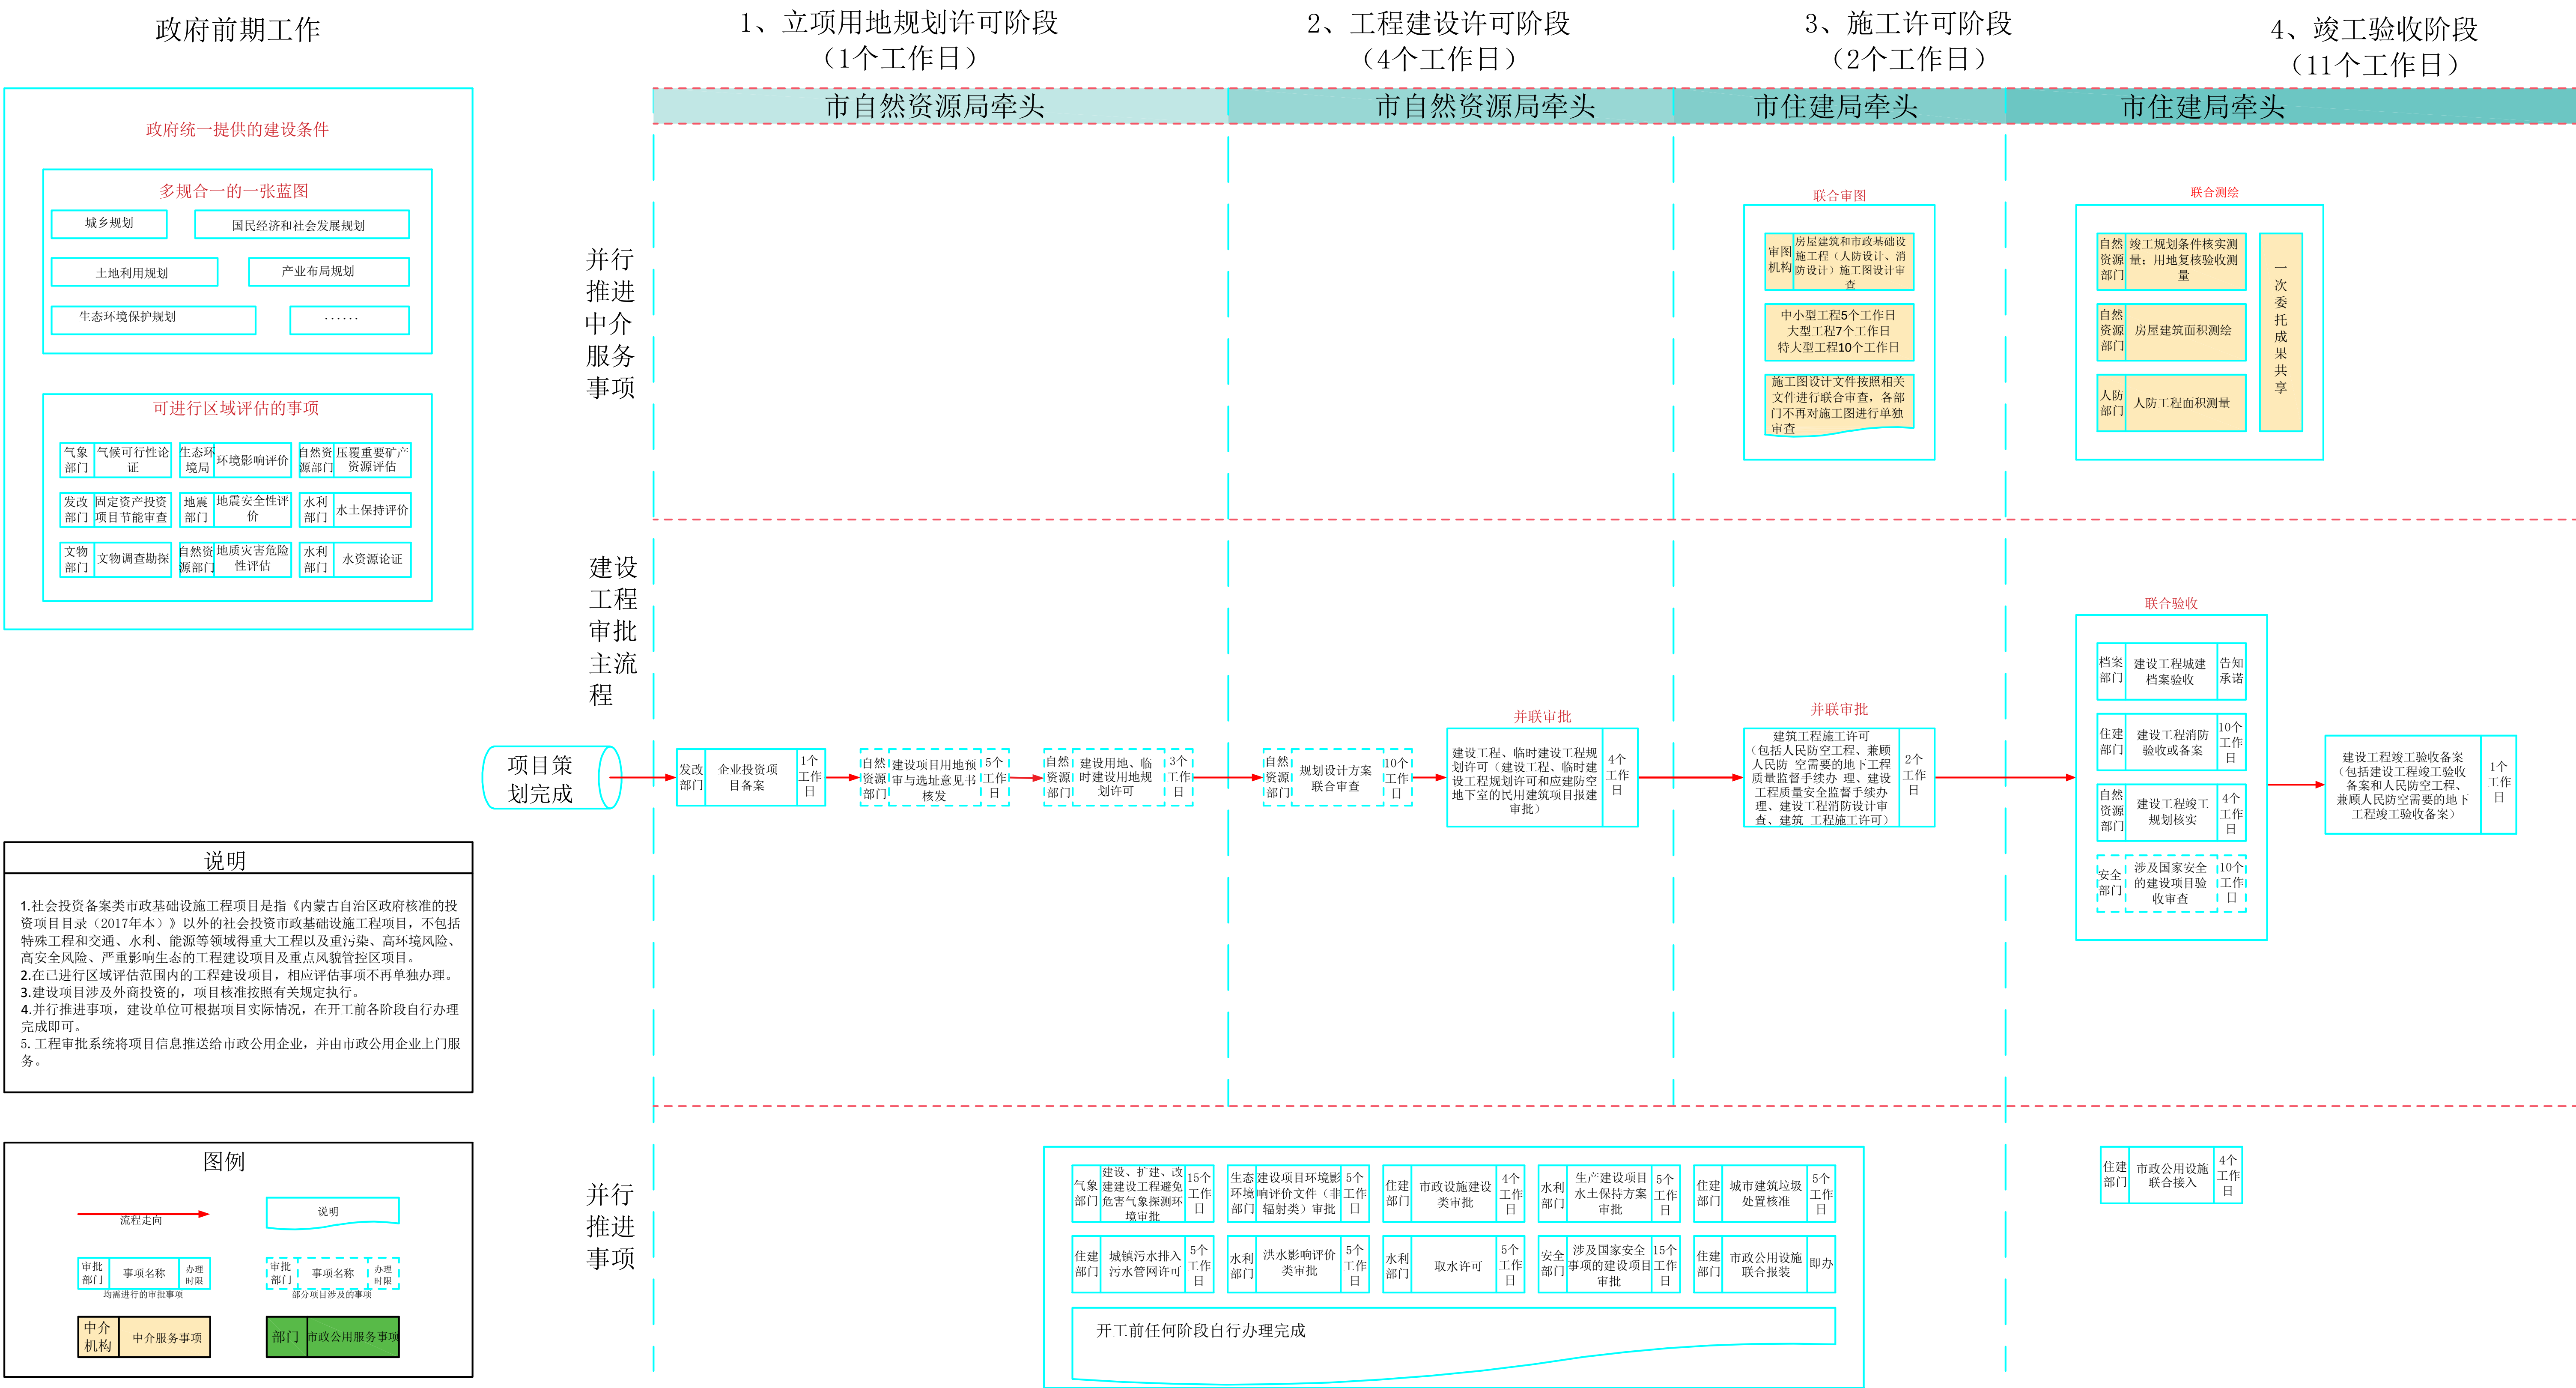 政府前期工作
1、立项用地规划许可阶段
（1个工作日）
2、工程建设许可阶段
（4个工作日）
3、施工许可阶段
（2个工作日）
4、竣工验收阶段
（11个工作日）
市自然资源局牵头
市自然资源局牵头
市住建局牵头
市住建局牵头
政府统一提供的建设条件
多规合一的一张蓝图
城乡规划
国民经济和社会发展规划
土地利用规划
产业布局规划
生态环境保护规划
......
可进行区域评估的事项
气象
部门
气候可行性论
证
生态环
境局
环境影响评价
自然资
源部门
压覆重要矿产
资源评估
发改
部门
固定资产投资
项目节能审查
地震
部门
地震安全性评
价
水利
部门
水土保持评价
文物
部门
文物调查勘探
自然资
源部门
地质灾害危险
性评估
水利
部门
水资源论证
并行
推进
中介
服务
事项
联合审图
审图
机构
房屋建筑和市政基础设
施工程（人防设计、消
防设计）施工图设计审
查
中小型工程5个工作日
大型工程7个工作日
特大型工程10个工作日
施工图设计文件按照相关
文件进行联合审查，各部
门不再对施工图进行单独
审查
联合测绘
自然
资源
部门
竣工规划条件核实测
量；用地复核验收测
量
自然
资源
部门
房屋建筑面积测绘
人防
部门
人防工程面积测量
一次委托成果共享
建设
工程
审批
主流
程
项目策
划完成
发改
部门
企业投资项
目备案
1个
工作
日
自然
资源
部门
建设项目用地预
审与选址意见书
核发
5个
工作
日
自然
资源
部门
建设用地、临
时建设用地规
划许可
3个
工作
日
自然
资源
部门
规划设计方案
联合审查
10个
工作
日
并联审批
建设工程、临时建设工程规
划许可（建设工程、临时建
设工程规划许可和应建防空
地下室的民用建筑项目报建
审批）
4个
工作
日
并联审批
建筑工程施工许可
（包括人民防空工程、兼顾
人民防 空需要的地下工程
质量监督手续办 理、建设
工程质量安全监督手续办
理、建设工程消防设计审
查、建筑 工程施工许可）
2个
工作
日
联合验收
档案
部门
建设工程城建
档案验收
告知
承诺
住建
部门
建设工程消防
验收或备案
10个
工作
日
自然
资源
部门
建设工程竣工
规划核实
4个
工作
日
安全
部门
涉及国家安全
的建设项目验
收审查
10个
工作
日
建设工程竣工验收备案
（包括建设工程竣工验收
备案和人民防空工程、
兼顾人民防空需要的地下
工程竣工验收备案）
1个
工作
日
说明
1.社会投资备案类市政基础设施工程项目是指《内蒙古自治区政府核准的投
资项目目录（2017年本）》以外的社会投资市政基础设施工程项目，不包括
特殊工程和交通、水利、能源等领域得重大工程以及重污染、高环境风险、
高安全风险、严重影响生态的工程建设项目及重点风貌管控区项目。
2.在已进行区域评估范围内的工程建设项目，相应评估事项不再单独办理。
3.建设项目涉及外商投资的，项目核准按照有关规定执行。
4.并行推进事项，建设单位可根据项目实际情况，在开工前各阶段自行办理
完成即可。
5.工程审批系统将项目信息推送给市政公用企业，并由市政公用企业上门服
务。
图例
流程走向
说明
审批
部门
事项名称
办理
时限
均需进行的审批事项
审批
部门
事项名称
办理
时限
部分项目涉及的事项
中介
机构
中介服务事项
部门
市政公用服务事项
并行
推进
事项
气象
部门
建设、扩建、改
建建设工程避免
危害气象探测环
境审批
15个
工作
日
生态
环境
部门
建设项目环境影
响评价文件（非
辐射类）审批
5个
工作
日
住建
部门
市政设施建设
类审批
4个
工作
日
水利
部门
生产建设项目
水土保持方案
审批
5个
工作
日
住建
部门
城市建筑垃圾
处置核准
5个
工作
日
住建
部门
城镇污水排入
污水管网许可
5个
工作
日
水利
部门
洪水影响评价
类审批
5个
工作
日
水利
部门
取水许可
5个
工作
日
安全
部门
涉及国家安全
事项的建设项目
审批
15个
工作
日
住建
部门
市政公用设施
联合报装
即办
开工前任何阶段自行办理完成
住建
部门
市政公用设施
联合接入
4个
工作
日